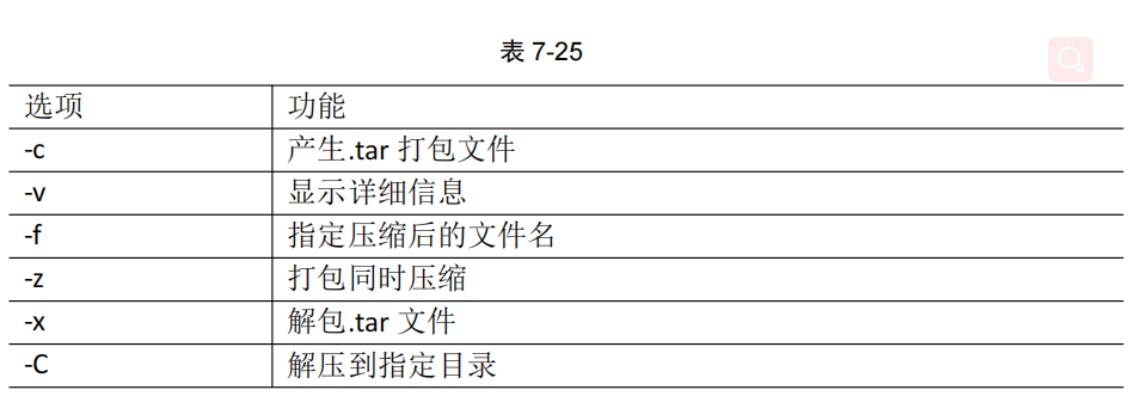 表 7-25
选项 功能
-c 产生.tar 打包文件
-v 显示详细信息
-f 指定压缩后的文件名
-z 打包同时压缩
-x 解包.tar 文件
-C 解压到指定目录